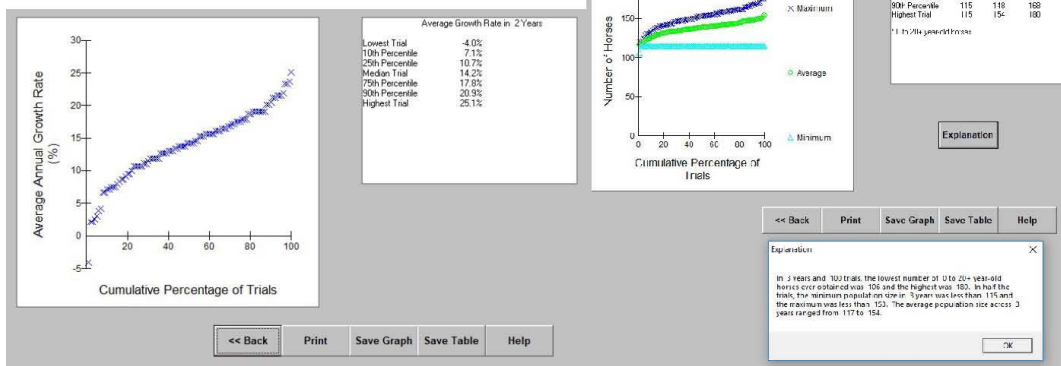 Average Growth Rate in 2 Years
Lowest Trial -4.0%
10th Percentile 7.1%
25th Percentile 10.7%
Median Trial 14.2%
75th Percentile 17.8%
90th Percentile 20.9%
Highest Trial 25.1%
Average Annual Growth Rate
(%)
30
25
20
15
10
5
0
-5
20 40 60 80 100
Cumulative Percentage of Trials
<< Back Print Save Graph Save Table Help
Number of Horses
150
100
50
0
0 20 40 60 80 100
Cumulative Percentage of
Trials
Maximum
Average
Minimum
90th Percentile 115 118 168
Highest Trial 115 154 180
to 20+ year-old horses
Explanation
<< Back Print Save Graph Save Table Help
Explanation
In 3 years and 100 trials, the lowest number of 0 to 20+ year-old
horses ever obtained was 106 and the highest was 180. In half the
trials, the minimum population size in 3 years was less than 115 and
the maximum was less than 153. The average population size across 3
years ranged from 117 to 154.
OK